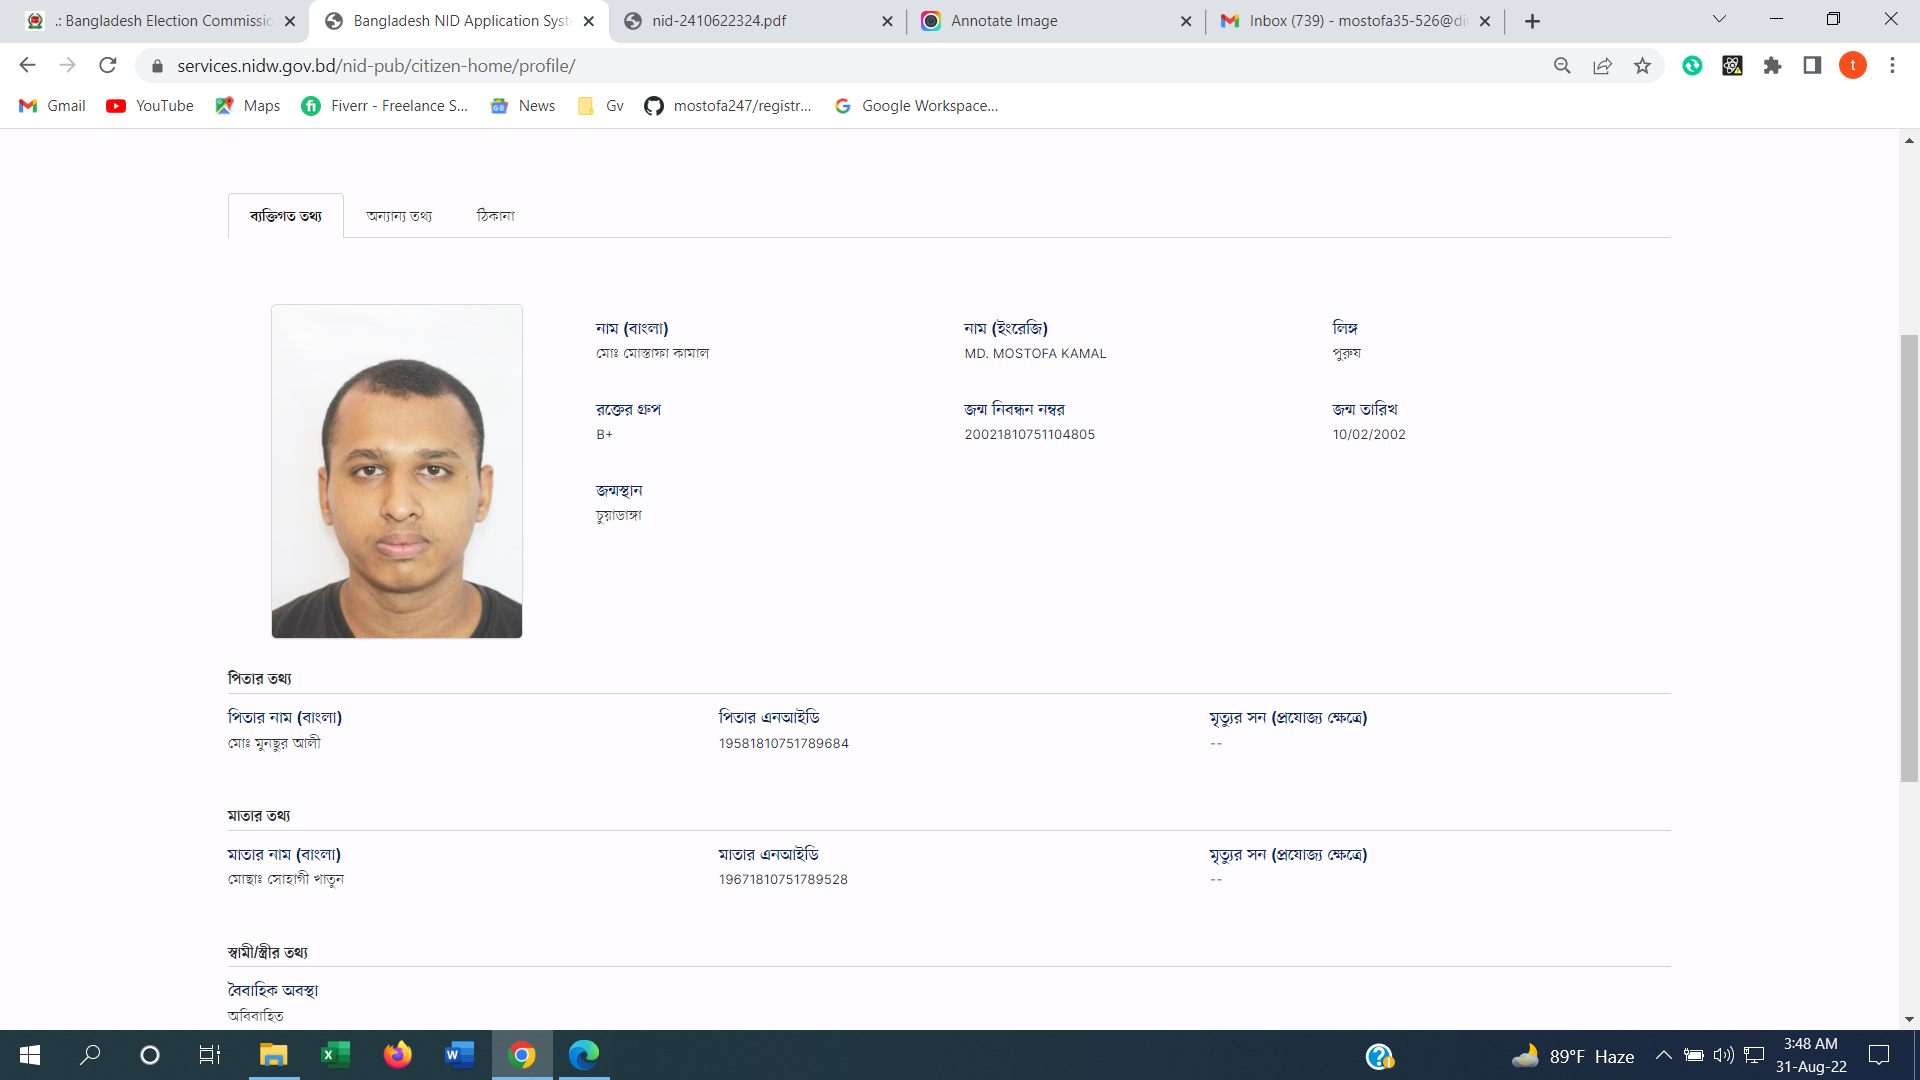 .: Bangladesh Election Commissio
Bangladesh NID Application Syst
nid-2410622324.pdf
Annotate Image
Inbox (739) - mostofa35-526@di
services.nidw.gov.bd/nid-pub/citizen-home/profile/
t
Gmail
YouTube
Maps
Fiverr - Freelance S...
News
Gv
mostofa247/registr...
Google Workspace...
ব্যক্তিগত তথ্য
অন্যান্য তথ্য
ঠিকানা
নাম (বাংলা)
নাম (ইংরেজি)
লিঙ্গ
মোঃ মোস্তাফা কামাল
MD. MOSTOFA KAMAL
পুরুষ
রক্তের গ্রুপ
জন্ম নিবন্ধন নম্বর
জন্ম তারিখ
B+
20021810751104805
10/02/2002
জন্মস্থান
চুয়াডাঙ্গা
পিতার তথ্য
পিতার নাম (বাংলা)
পিতার এনআইডি
মৃত্যুর সন (প্রযোজ্য ক্ষেত্রে)
মোঃ মুনছুর আলী
19581810751789684
--
মাতার তথ্য
মাতার নাম (বাংলা)
মাতার এনআইডি
মৃত্যুর সন (প্রযোজ্য ক্ষেত্রে)
মোছাঃ সোহাগী খাতুন
19671810751789528
--
স্বামী/স্ত্রীর তথ্য
বৈবাহিক অবস্থা
অবিবাহিত
89°F Haze
3:48 AM
31-Aug-22